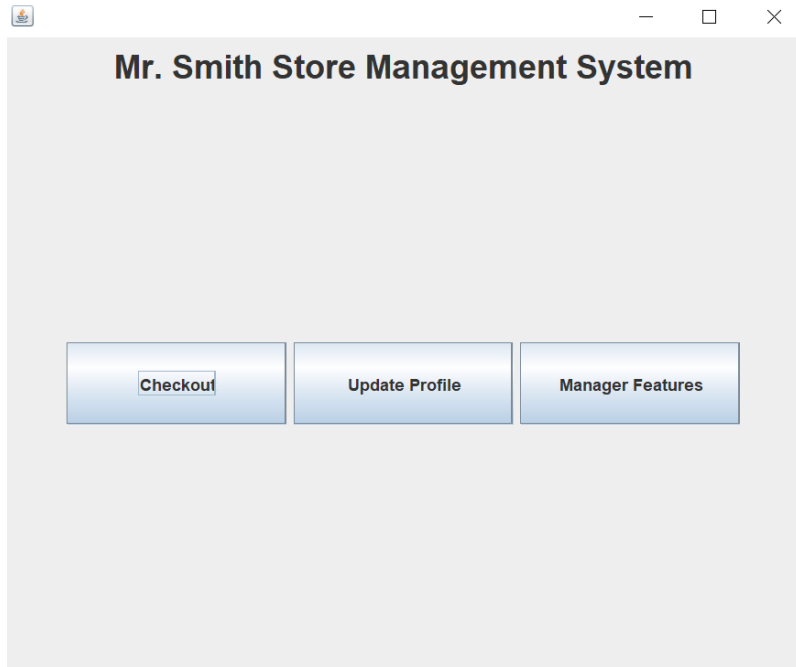 Mr. Smith Store Management System
Checkout
Update Profile
Manager Features